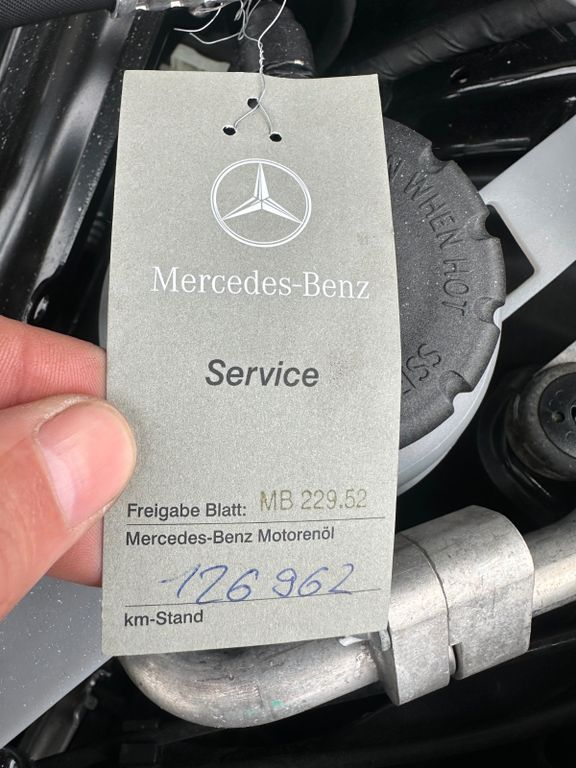 Mercedes-Benz
Service
Freigabe Blatt: MB 229.52
Mercedes-Benz Motorenöl
126 962
km-Stand
WHEN HOT